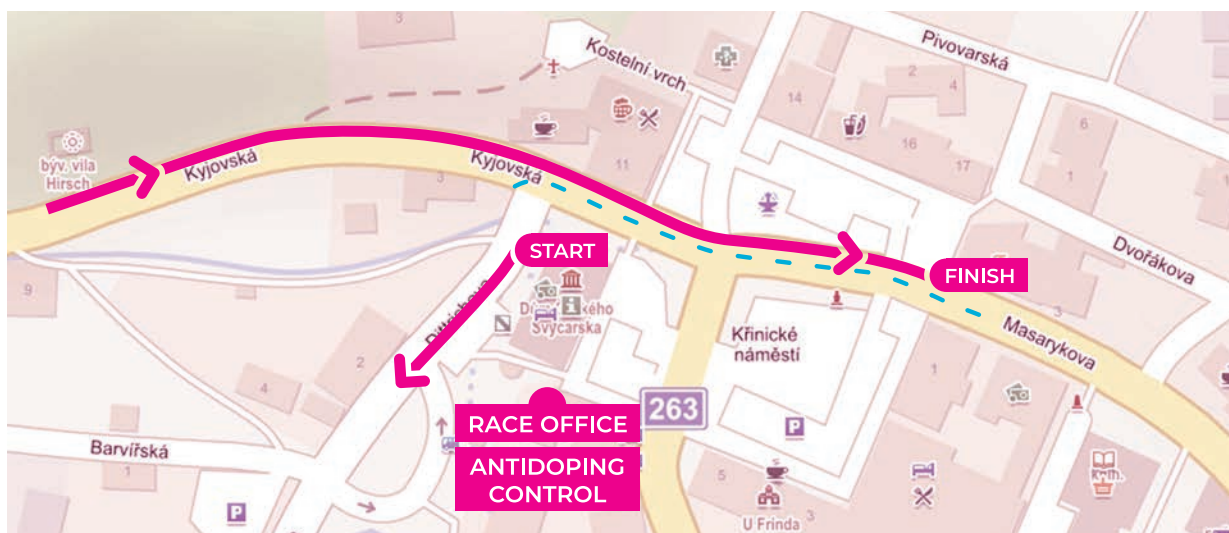 3
Kostelní vrch
Pivovarská
14
2
4
6
býv. vila
Hirsch
Kyjovská
3
Kyjovská
11
16
17
1
START
Dvořákova
FINISH
9
Švýcarska
Křinické
náměstí
3
Masarykova
2
4
1
263
RACE OFFICE
Barvířská
1
P
ANTIDOPING
CONTROL
5
P
U Frinda
3
P